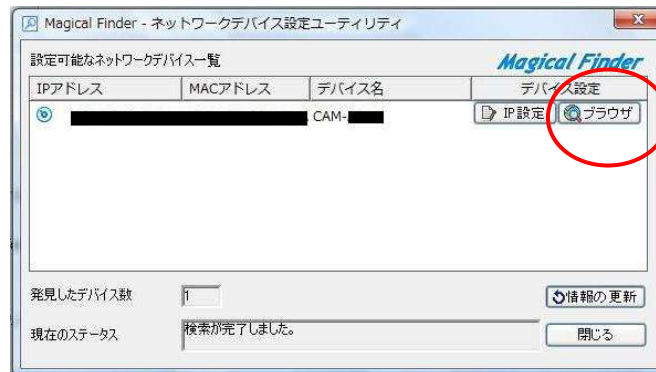 Magical Finder - ネットワークデバイス設定ユーティリティ
設定可能なネットワークデバイス一覧
Magical Finder
IPアドレス MACアドレス デバイス名 デバイス設定
CAM- IP設定 ブラウザ
発見したデバイス数 1
情報の更新
現在のステータス 検索が完了しました。
閉じる